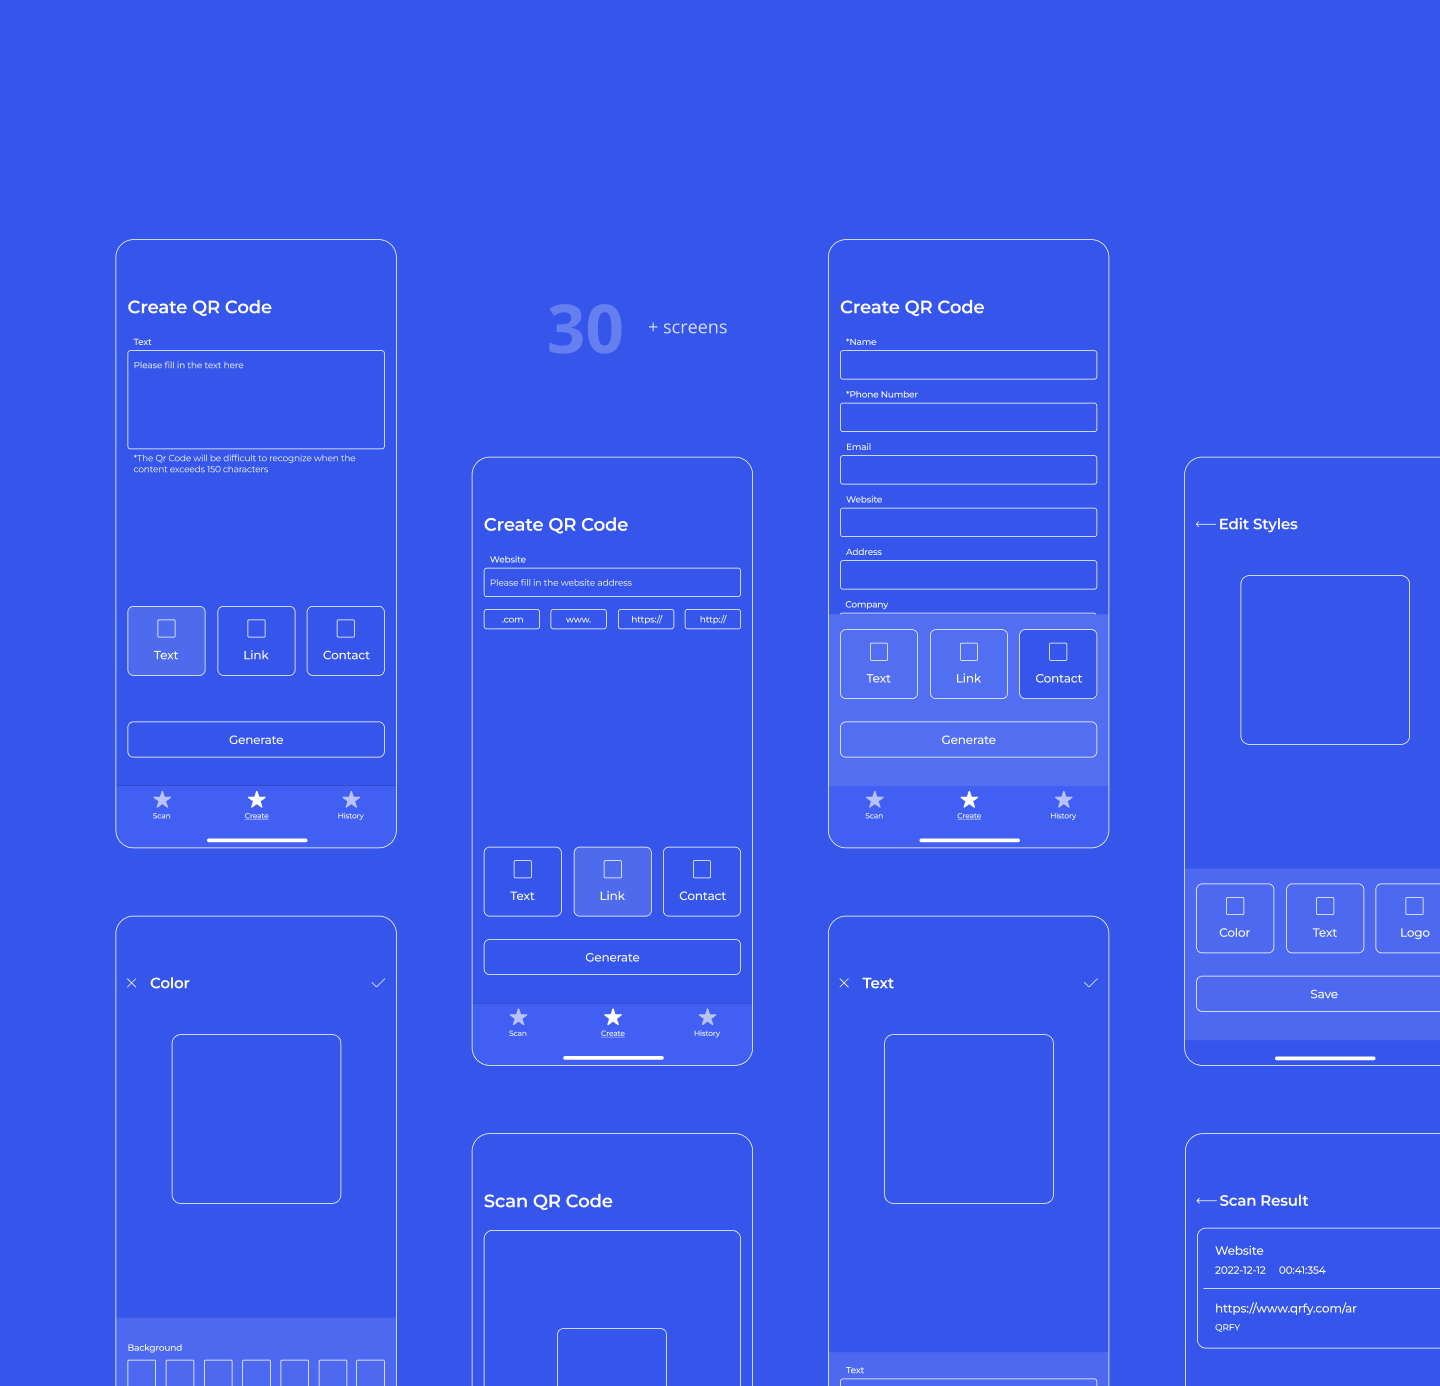 Create QR Code
Text
Please fill in the text here
*The Qr Code will be difficult to recognize when the
content exceeds 150 characters
Text
Link
Contact
Generate
Scan
Create
History
30
+ screens
Create QR Code
Website
Please fill in the website address
.com
www.
https://
http://
Text
Link
Contact
Generate
Scan
Create
History
Create QR Code
*Name
*Phone Number
Email
Website
Address
Company
Text
Link
Contact
Generate
Scan
Create
History
Edit Styles
Color
Text
Logo
Save
Color
Background
Scan QR Code
Text
Text
Scan Result
Website
2022-12-12 00:41:354
https://www.qrfy.com/ar
QRFY